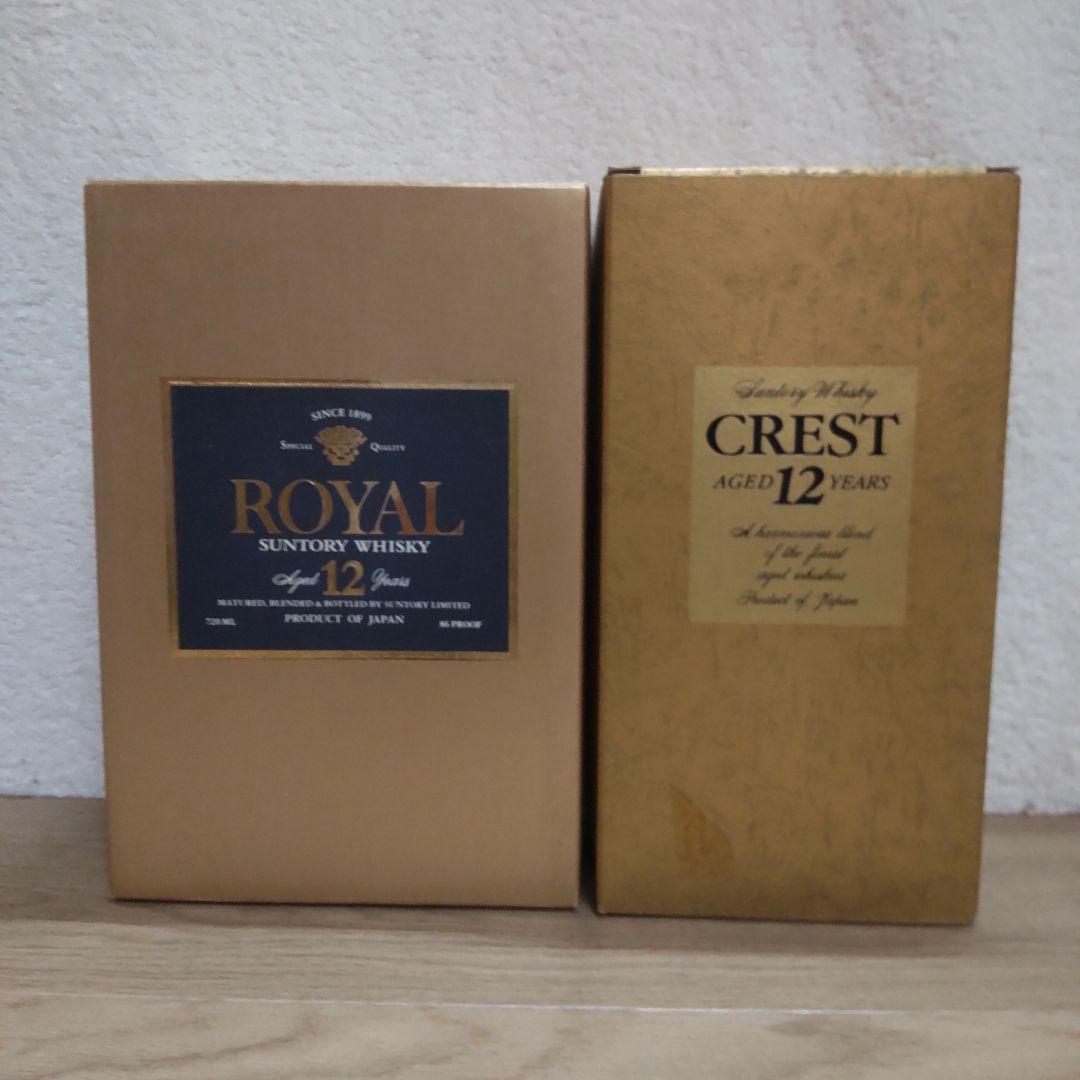 SINCE 1899
SPECIAL QUALITY
ROYAL
SUNTORY WHISKY
Aged 12 Years
MATURED, BLENDED & BOTTLED BY SUNTORY LIMITED
720 ML PRODUCT OF JAPAN 86 PROOF
Suntory Whisky
CREST
AGED 12 YEARS
A harmonious blend
of the finest
aged whiskies
Product of Japan